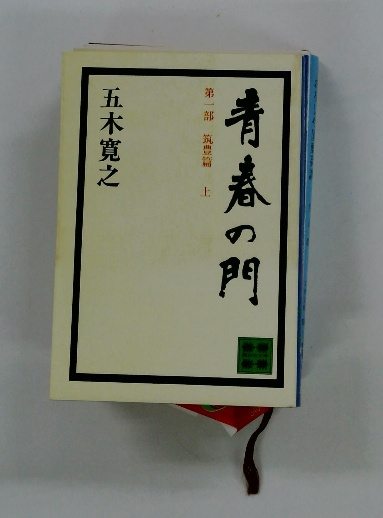 青春の門
第一部 筑豊篇 上
五木寛之